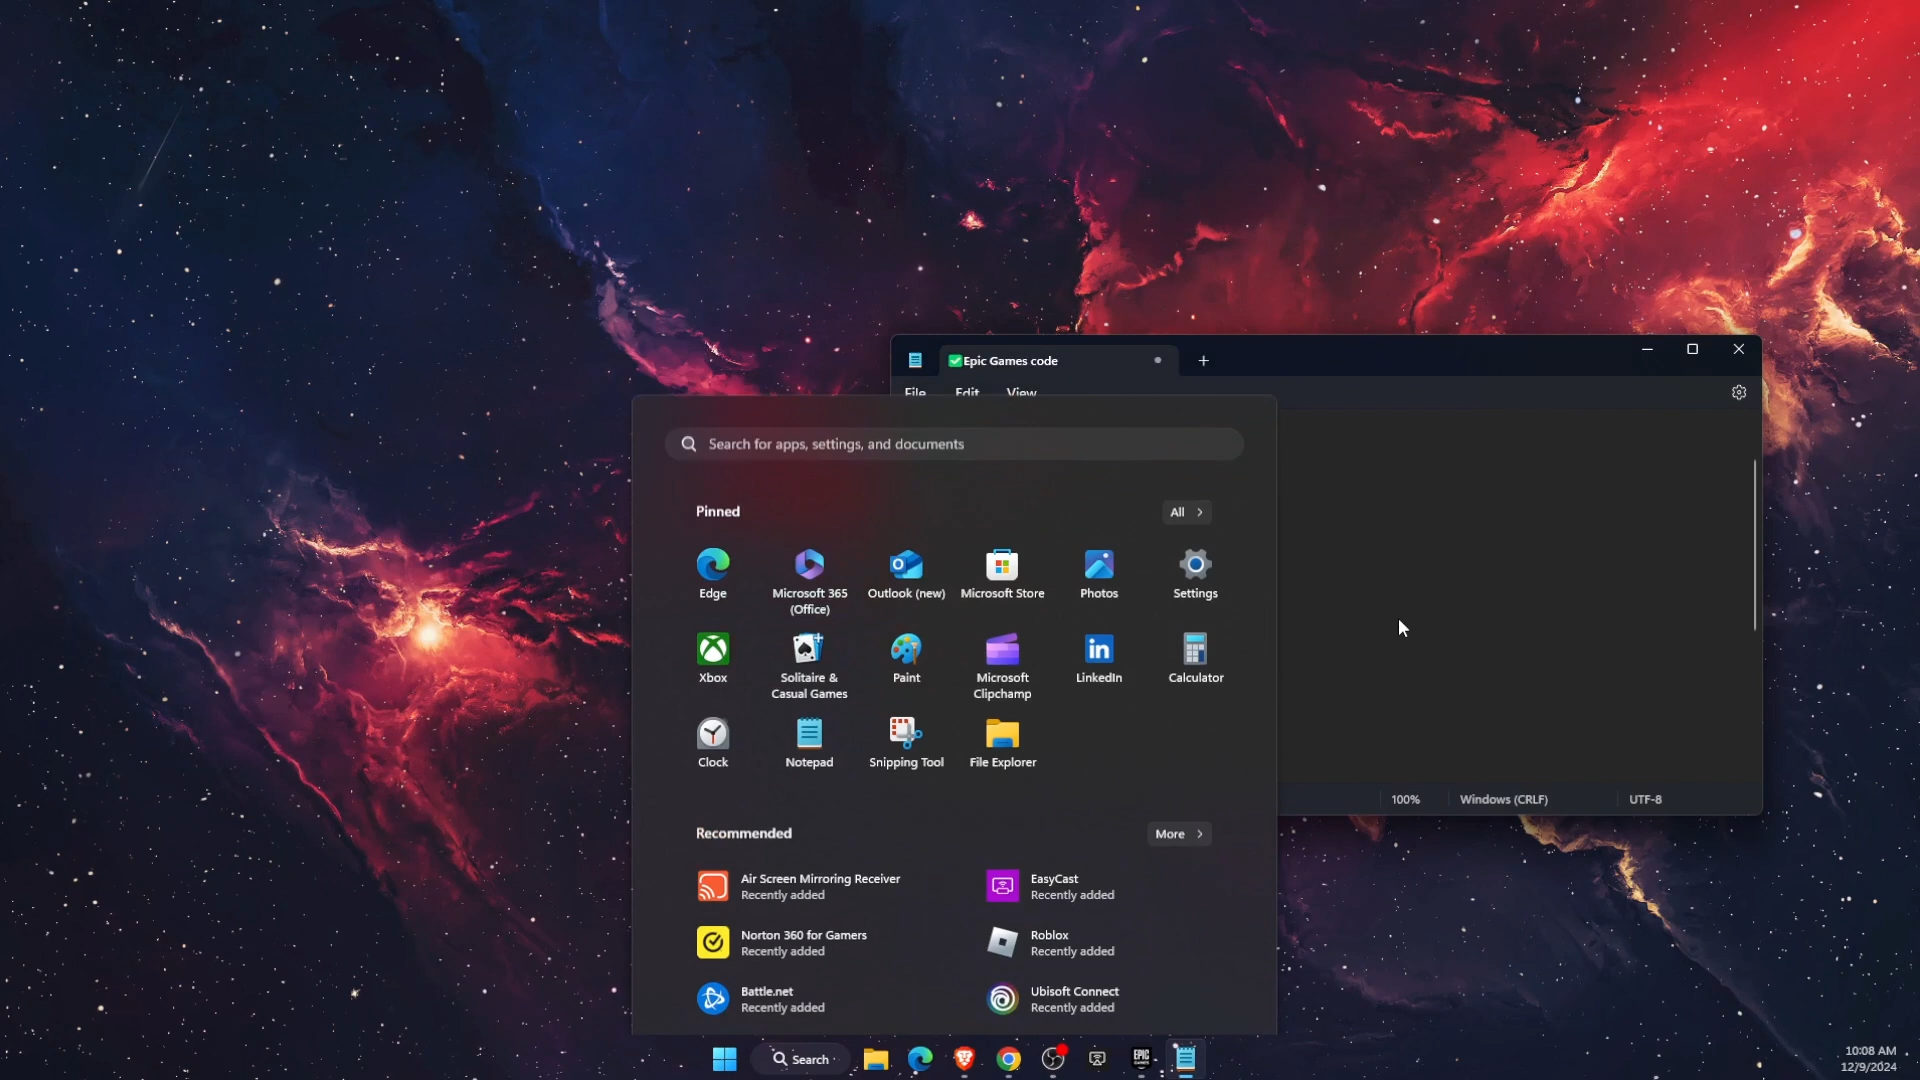 ✅Epic Games code
File Edit View
Search for apps, settings, and documents
Pinned
All
Edge
Microsoft 365
(Office)
Outlook (new)
Microsoft Store
Photos
Settings
Xbox
Solitaire &
Casual Games
Paint
Microsoft
Clipchamp
LinkedIn
Calculator
Clock
Notepad
Snipping Tool
File Explorer
100%
Windows (CRLF)
UTF-8
Recommended
More
Air Screen Mirroring Receiver
Recently added
EasyCast
Recently added
Norton 360 for Gamers
Recently added
Roblox
Recently added
Battle.net
Recently added
Ubisoft Connect
Recently added
Search
EPIC
GAMES
10:08 AM
12/9/2024